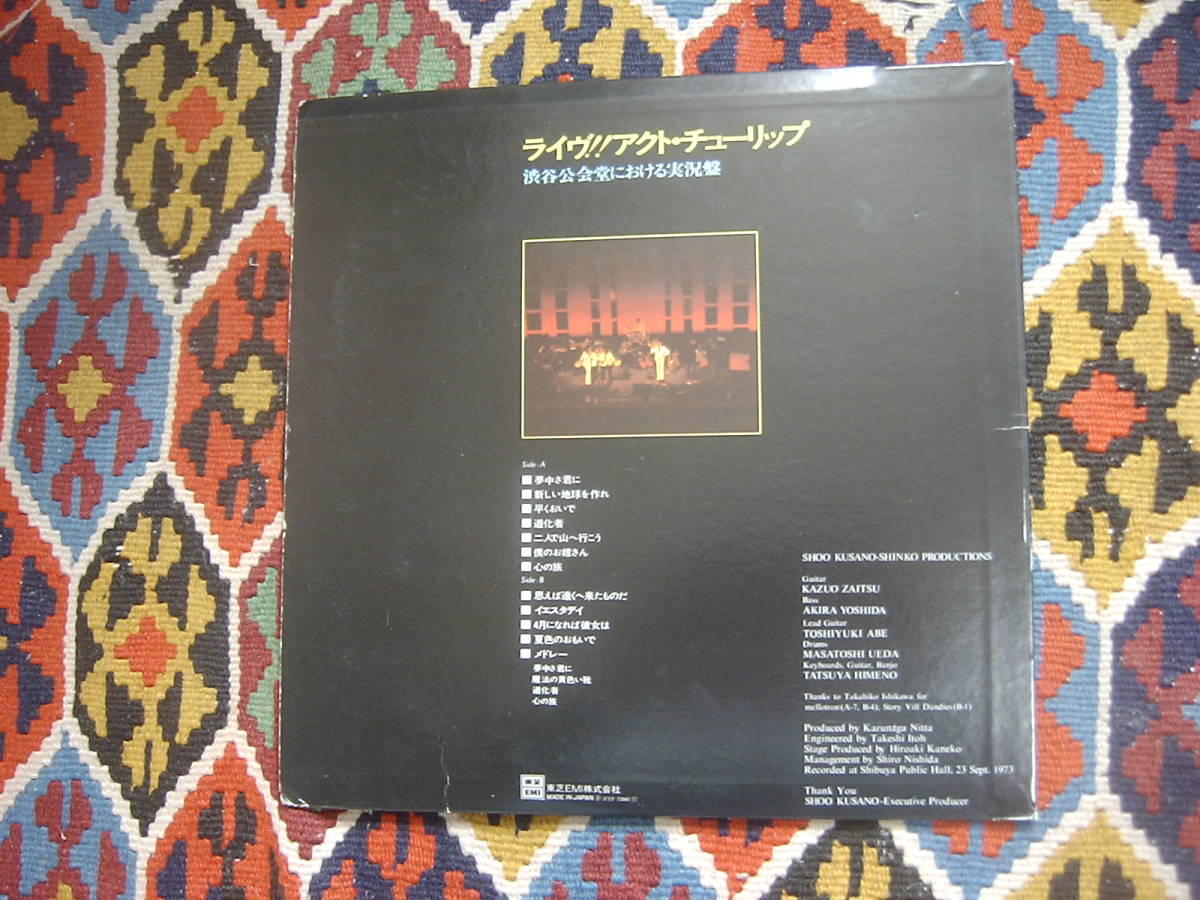 ライヴ!!アクト・チューリップ
渋谷公会堂における実況盤
Side : A
夢中さ君に
新しい地球を作れ
早くおいで
道化者
二人で山へ行こう
僕のお嫁さん
心の旅
Side : B
思えば遠くへ来たものだ
イエスタデイ
4月になれば彼女は
夏色のおもいで
メドレー
夢中さ君に
魔法の黄色い靴
道化者
心の旅
SHOO KUSANO-SHINKO PRODUCTIONS
Guitar
KAZUO ZAITSU
Bass
AKIRA YOSHIDA
Lead Guitar
TOSHIYUKI ABE
Drums
MASATOSHI UEDA
Keyboards, Guitar, Banjo
TATSUYA HIMENO
Thanks to Takahiko Ishikawa for
mellotron(A-7, B-4), Story Vill Dandies(B-1)
Produced by Kazunaga Nitta
Engineered by Takeshi Itoh
Stage Produced by Hiroaki Kaneko
Management by Shiro Nishida
Recorded at Shibuya Public Hall, 23 Sept. 1973
Thank You
SHOO KUSANO-Executive Producer
東芝
EMI
東芝EMI株式会社
MADE IN JAPAN